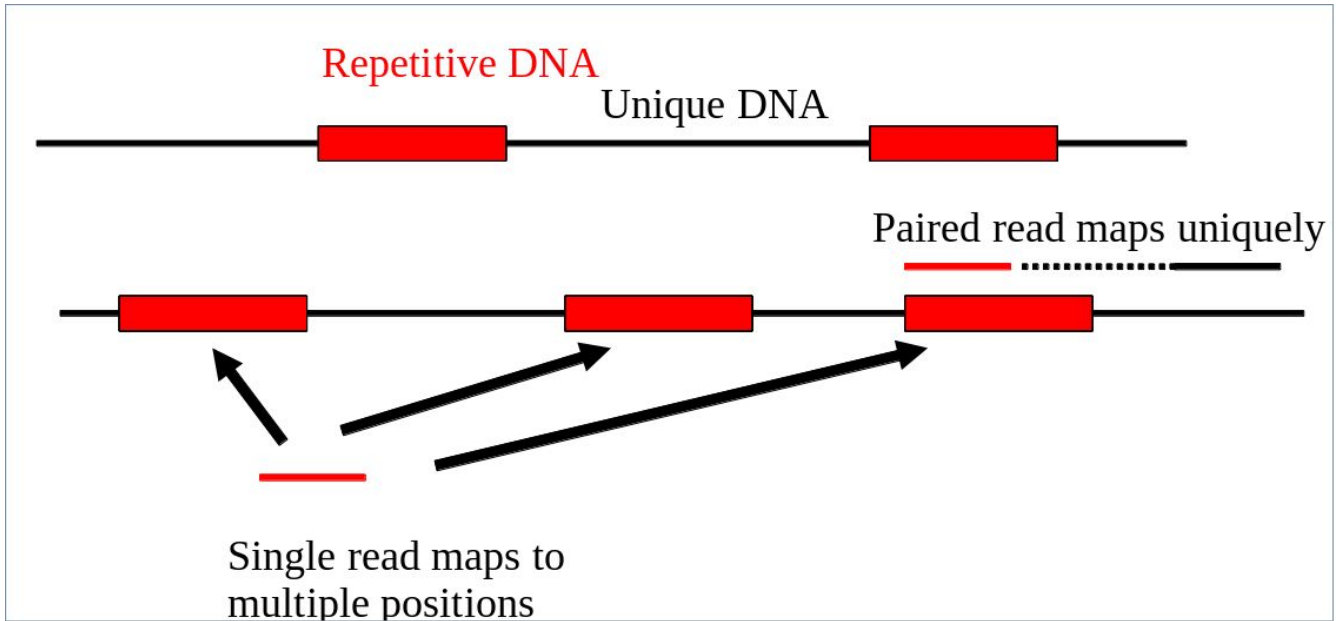 Repetitive DNA
Unique DNA
Paired read maps uniquely
Single read maps to
multiple positions